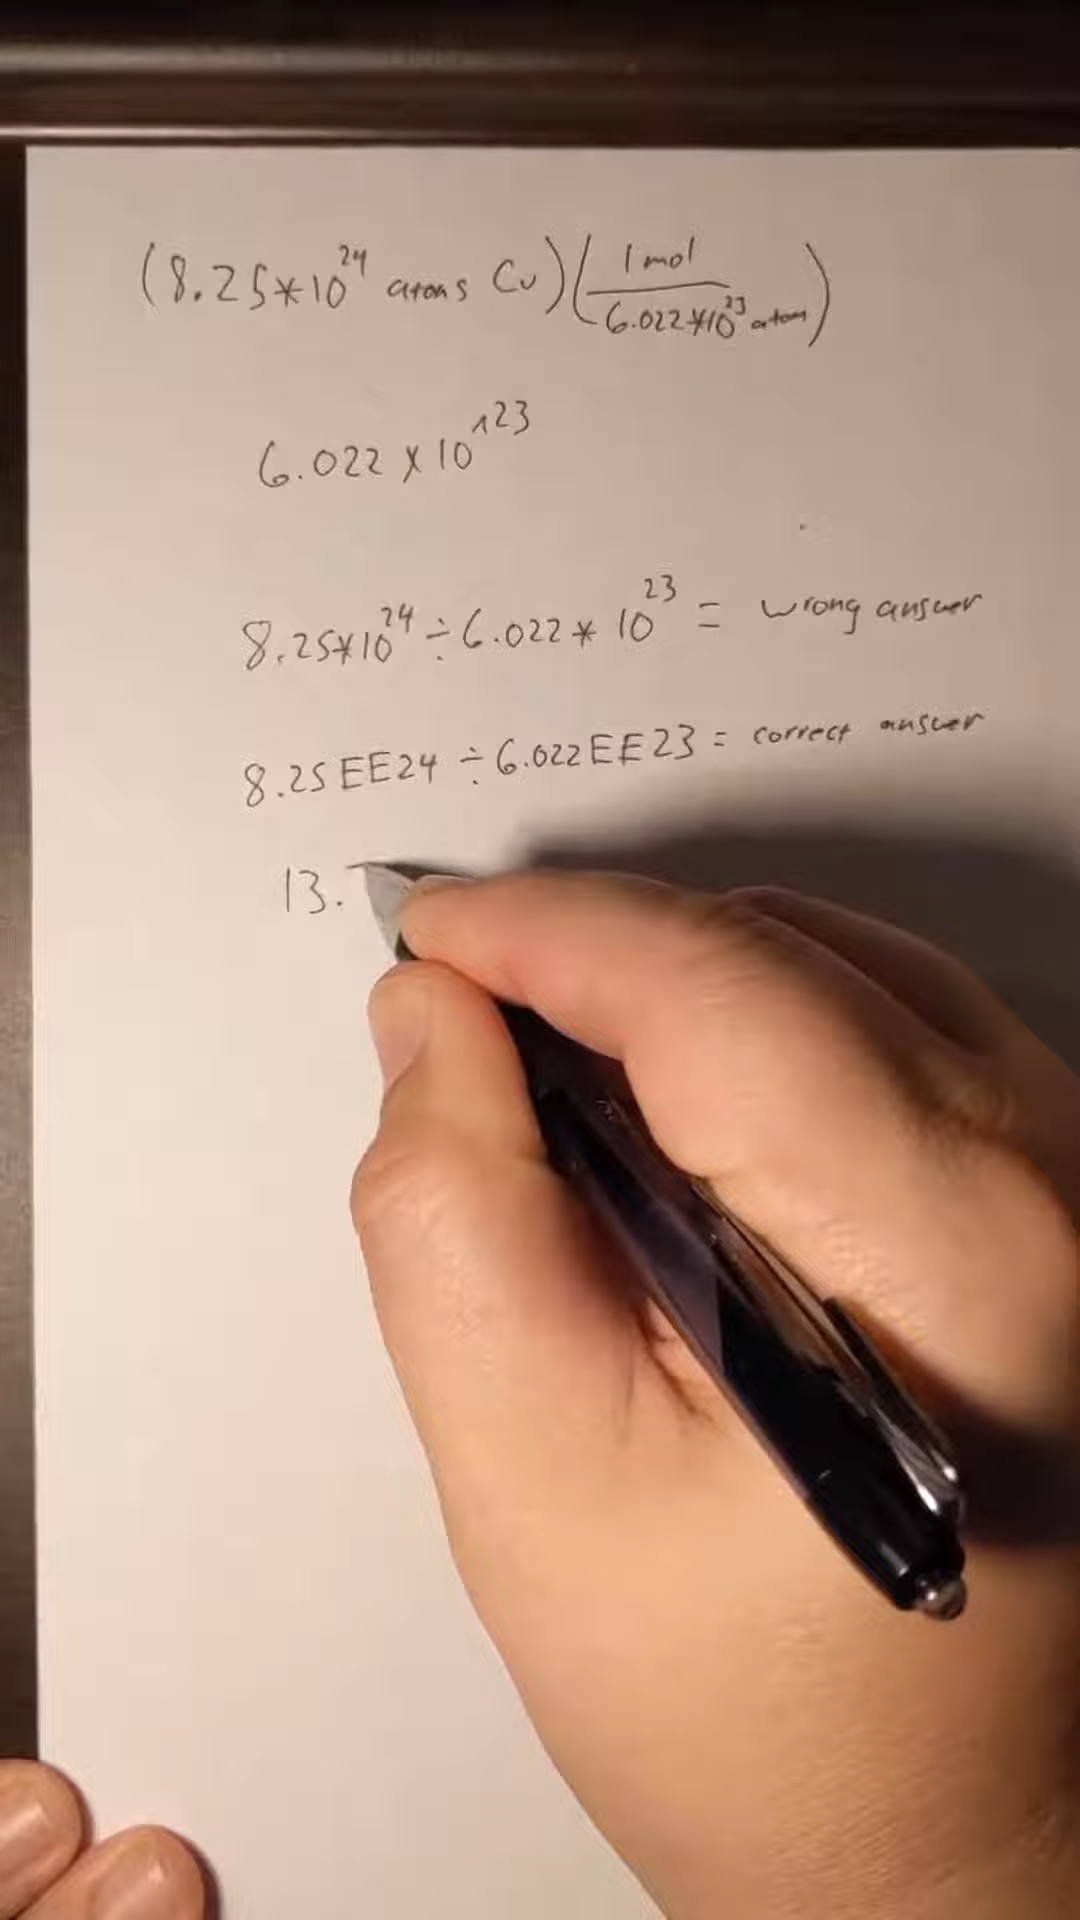 (8.25*10^24 atoms Cu)(1 mol / 6.022*10^23 atom)
6.022 x 10^^23
8.25*10^24 ÷ 6.022 * 10^23 = wrong answer
8.25EE24 ÷ 6.022EE23 = correct answer
13.